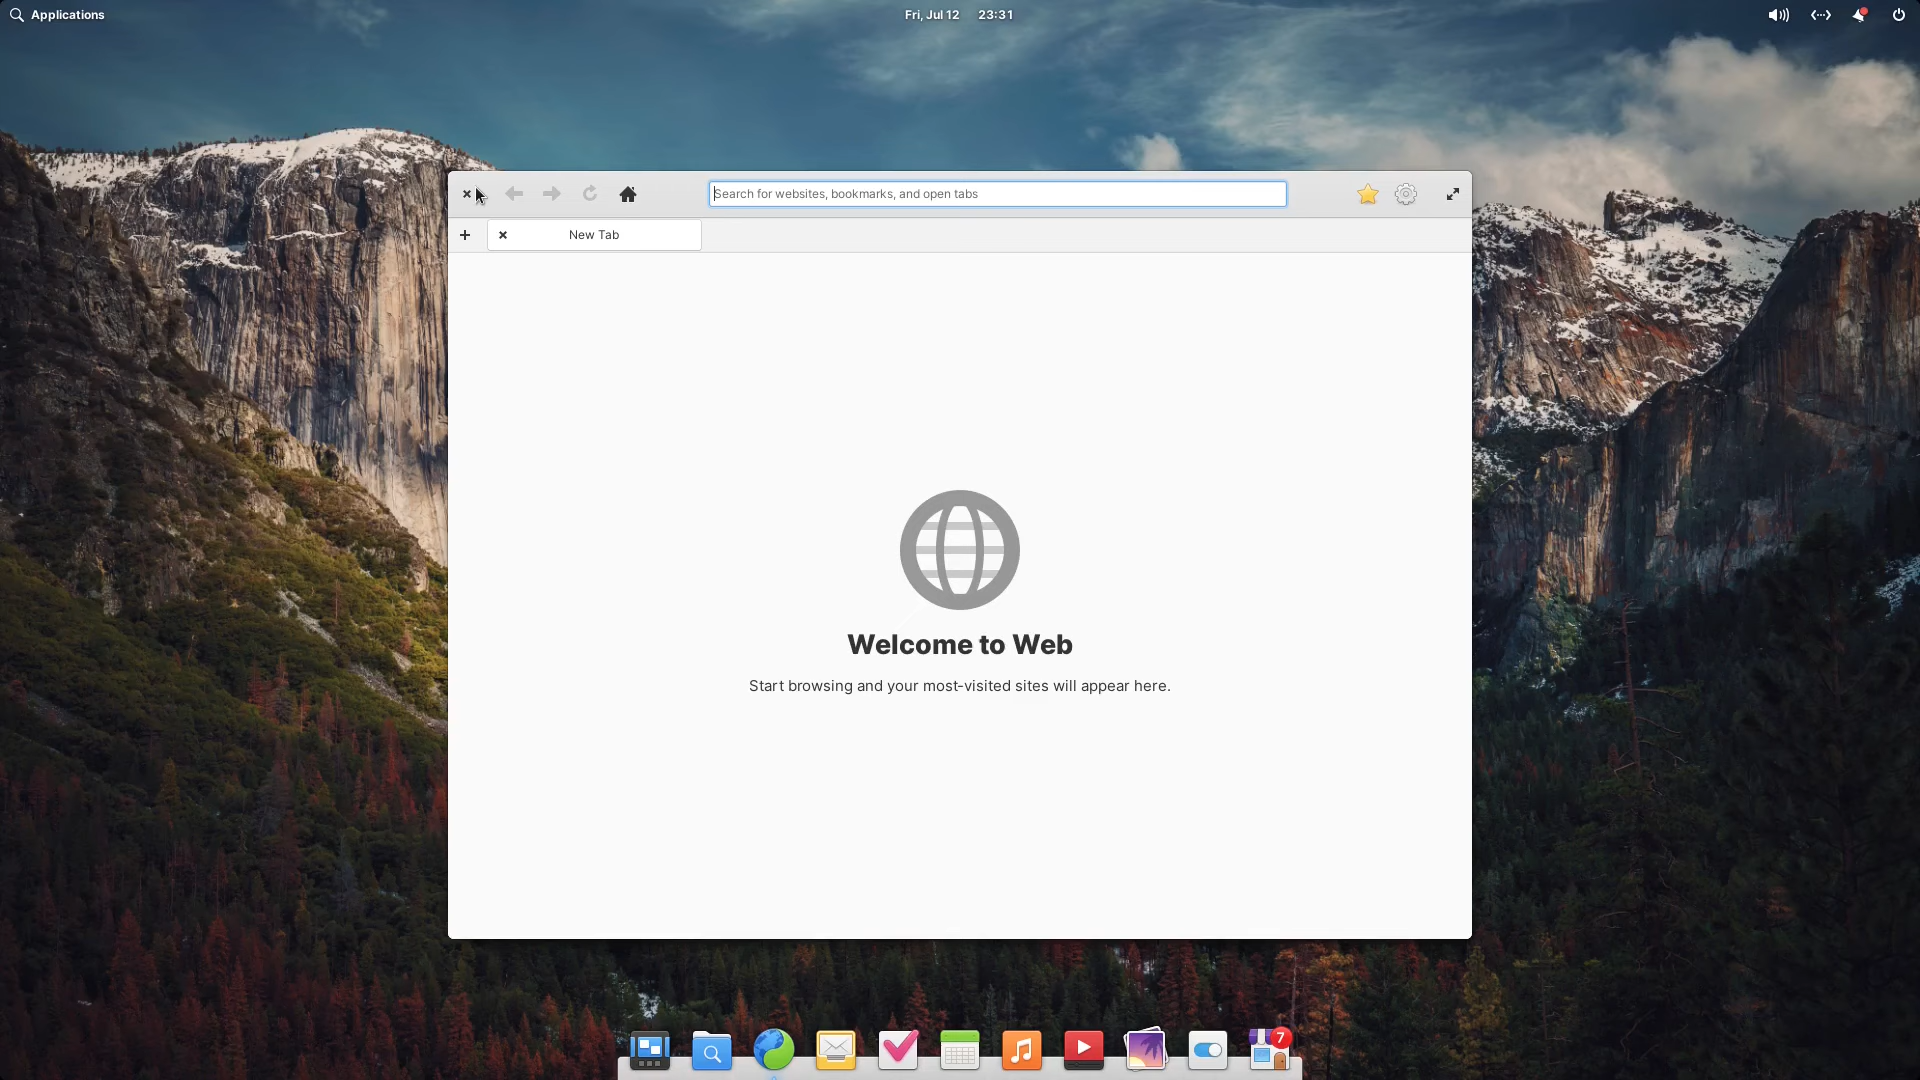 Applications
Fri, Jul 12 23:31
Search for websites, bookmarks, and open tabs
New Tab
Welcome to Web
Start browsing and your most-visited sites will appear here.
7